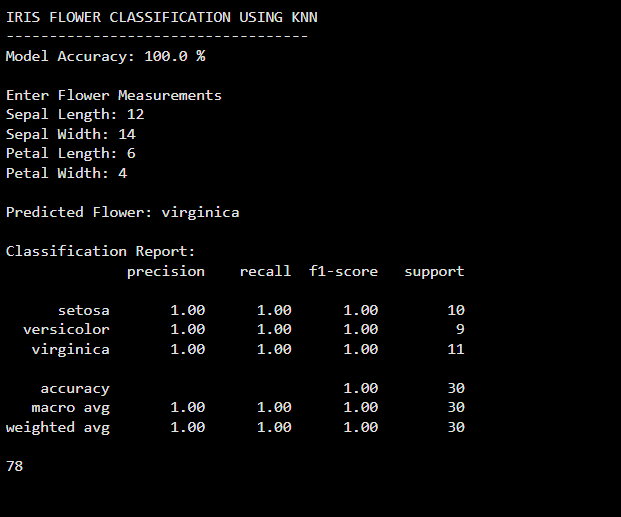 IRIS FLOWER CLASSIFICATION USING KNN
-----------------------------------
Model Accuracy: 100.0 %
Enter Flower Measurements
Sepal Length: 12
Sepal Width: 14
Petal Length: 6
Petal Width: 4
Predicted Flower: virginica
Classification Report:
              precision    recall  f1-score   support
      setosa       1.00      1.00      1.00        10
  versicolor       1.00      1.00      1.00         9
   virginica       1.00      1.00      1.00        11
    accuracy                           1.00        30
   macro avg       1.00      1.00      1.00        30
weighted avg       1.00      1.00      1.00        30
78